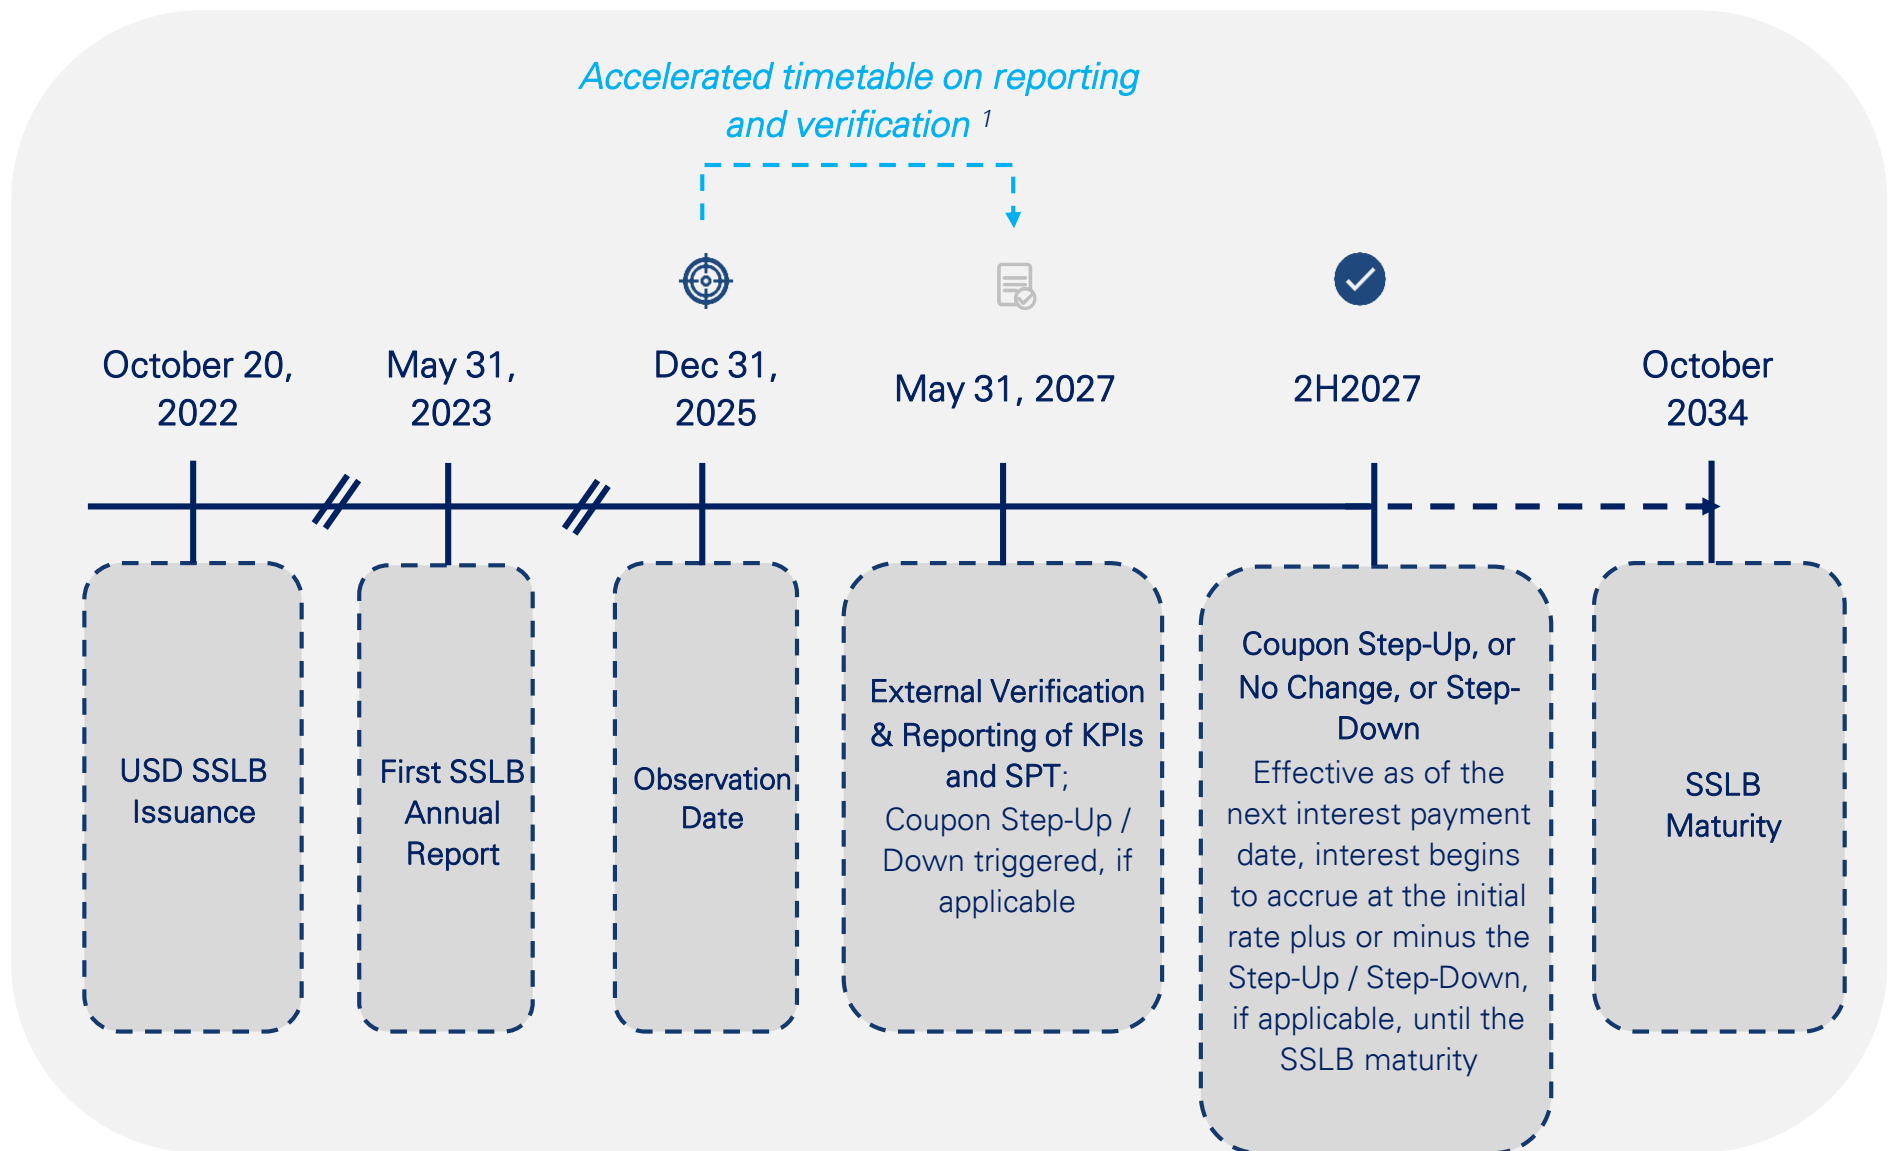 Accelerated timetable on reporting
and verification 1
October 20,
2022
May 31,
2023
Dec 31,
2025
May 31, 2027
2H2027
October
2034
USD SSLB
Issuance
First SSLB
Annual
Report
Observation
Date
External Verification
& Reporting of KPIs
and SPT;
Coupon Step-Up /
Down triggered, if
applicable
Coupon Step-Up, or
No Change, or Step-
Down
Effective as of the
next interest payment
date, interest begins
to accrue at the initial
rate plus or minus the
Step-Up / Step-Down,
if applicable, until the
SSLB maturity
SSLB
Maturity